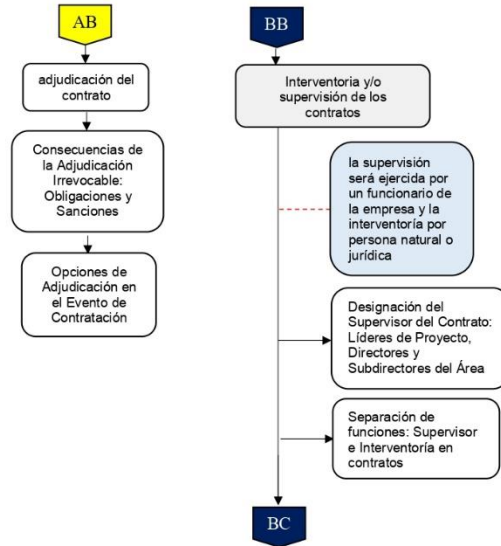 AB
adjudicación del
contrato
Consecuencias de
la Adjudicación
Irrevocable:
Obligaciones y
Sanciones
Opciones de
Adjudicación en
el Evento de
Contratación
BB
Interventoria y/o
supervisión de los
contratos
la supervisión
será ejercida por
un funcionario de
la empresa y la
interventoría por
persona natural o
jurídica
Designación del
Supervisor del Contrato:
Líderes de Proyecto,
Directores y
Subdirectores del Área
Separación de
funciones: Supervisor
e Interventoría en
contratos
BC